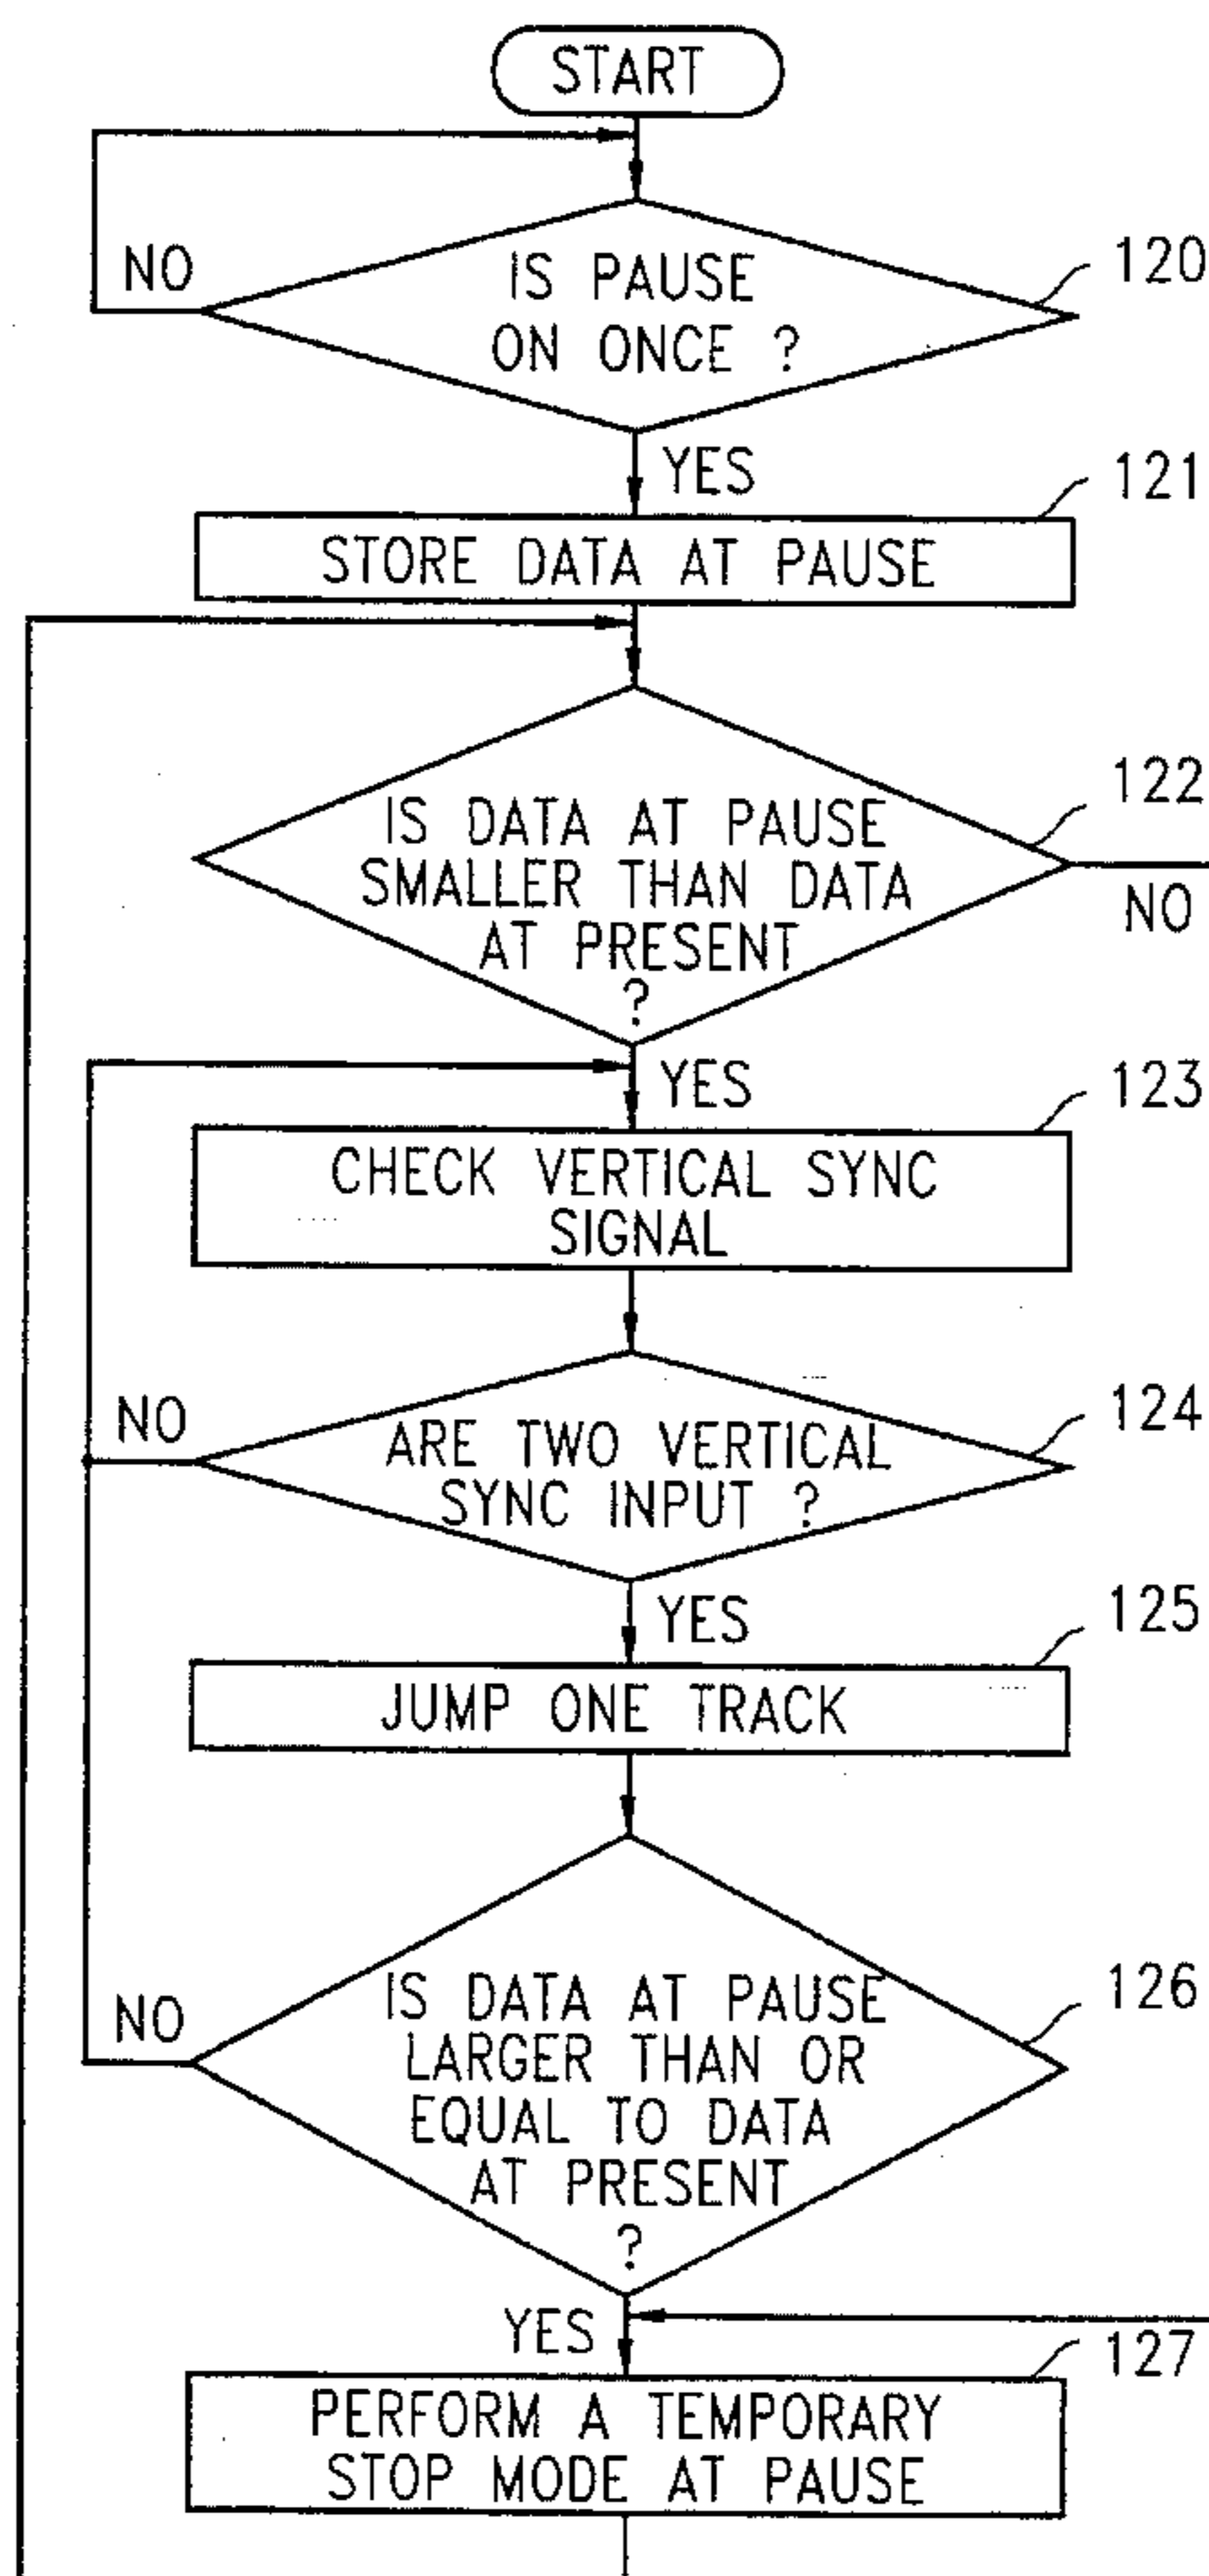 START
NO
IS PAUSE
ON ONCE ?
120
YES
121
STORE DATA AT PAUSE
122
IS DATA AT PAUSE
SMALLER THAN DATA
AT PRESENT
?
NO
YES
123
CHECK VERTICAL SYNC
SIGNAL
NO
ARE TWO VERTICAL
SYNC INPUT ?
124
YES
125
JUMP ONE TRACK
126
NO
IS DATA AT PAUSE
LARGER THAN OR
EQUAL TO DATA
AT PRESENT
?
YES
127
PERFORM A TEMPORARY
STOP MODE AT PAUSE